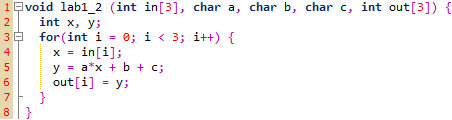 1 void lab1_2 (int in[3], char a, char b, char c, int out[3]) {
2 int x, y;
3 for(int i = 0; i < 3; i++) {
4 x = in[i];
5 y = a*x + b + c;
6 out[i] = y;
7 }
8 }